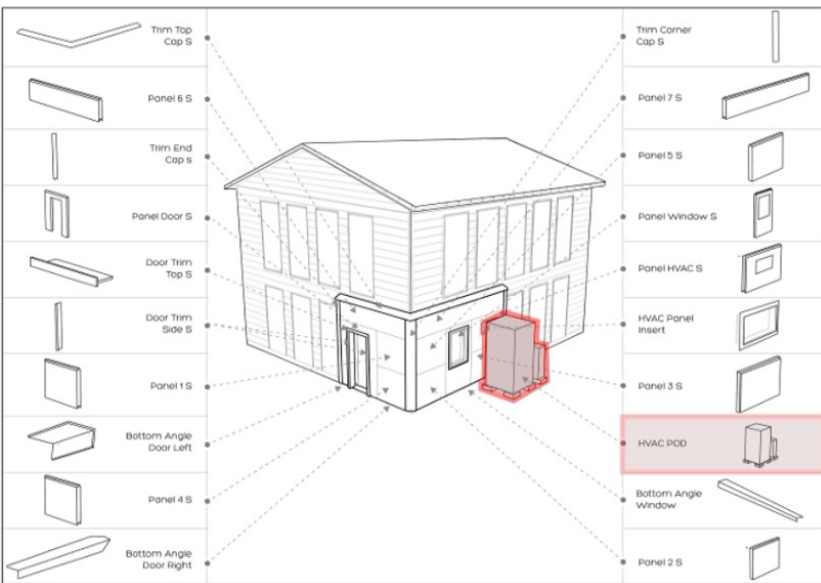 Trim Top
Cap S
Panel 6 S
Trim End
Cap s
Panel Door S
Door Trim
Top S
Door Trim
Side S
Panel 1 S
Bottom Angle
Door Left
Panel 4 S
Bottom Angle
Door Right
Trim Corner
Cap S
Panel 7 S
Panel 5 S
Panel Window S
Panel HVAC S
HVAC Panel
Insert
Panel 3 S
HVAC POD
Bottom Angle
Window
Panel 2 S